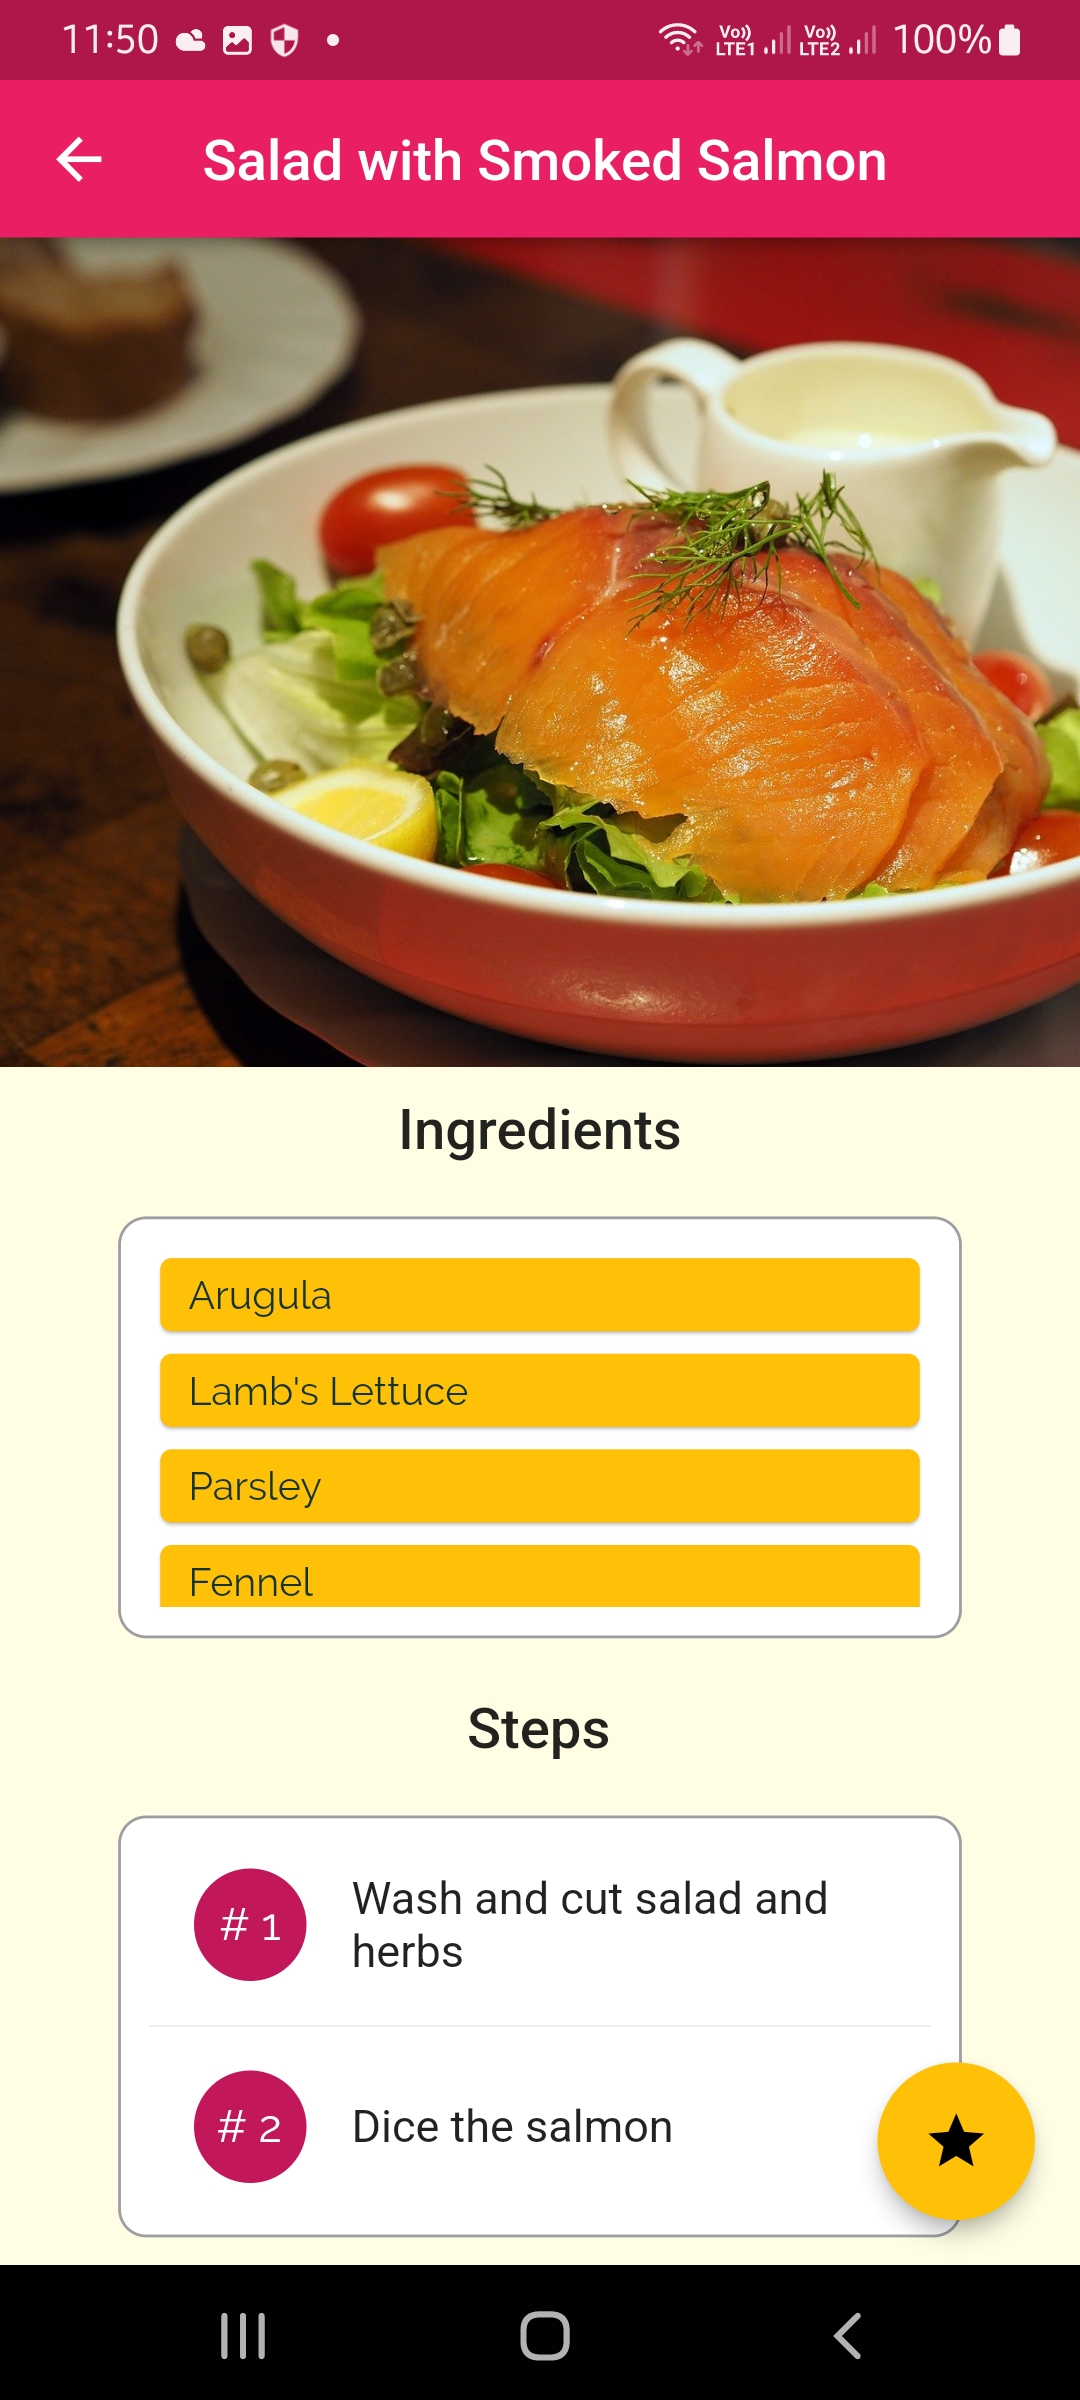 11:50
Vo)) LTE1 Vo)) LTE2 100%
Salad with Smoked Salmon
Ingredients
Arugula
Lamb's Lettuce
Parsley
Fennel
Steps
# 1 Wash and cut salad and
herbs
# 2 Dice the salmon